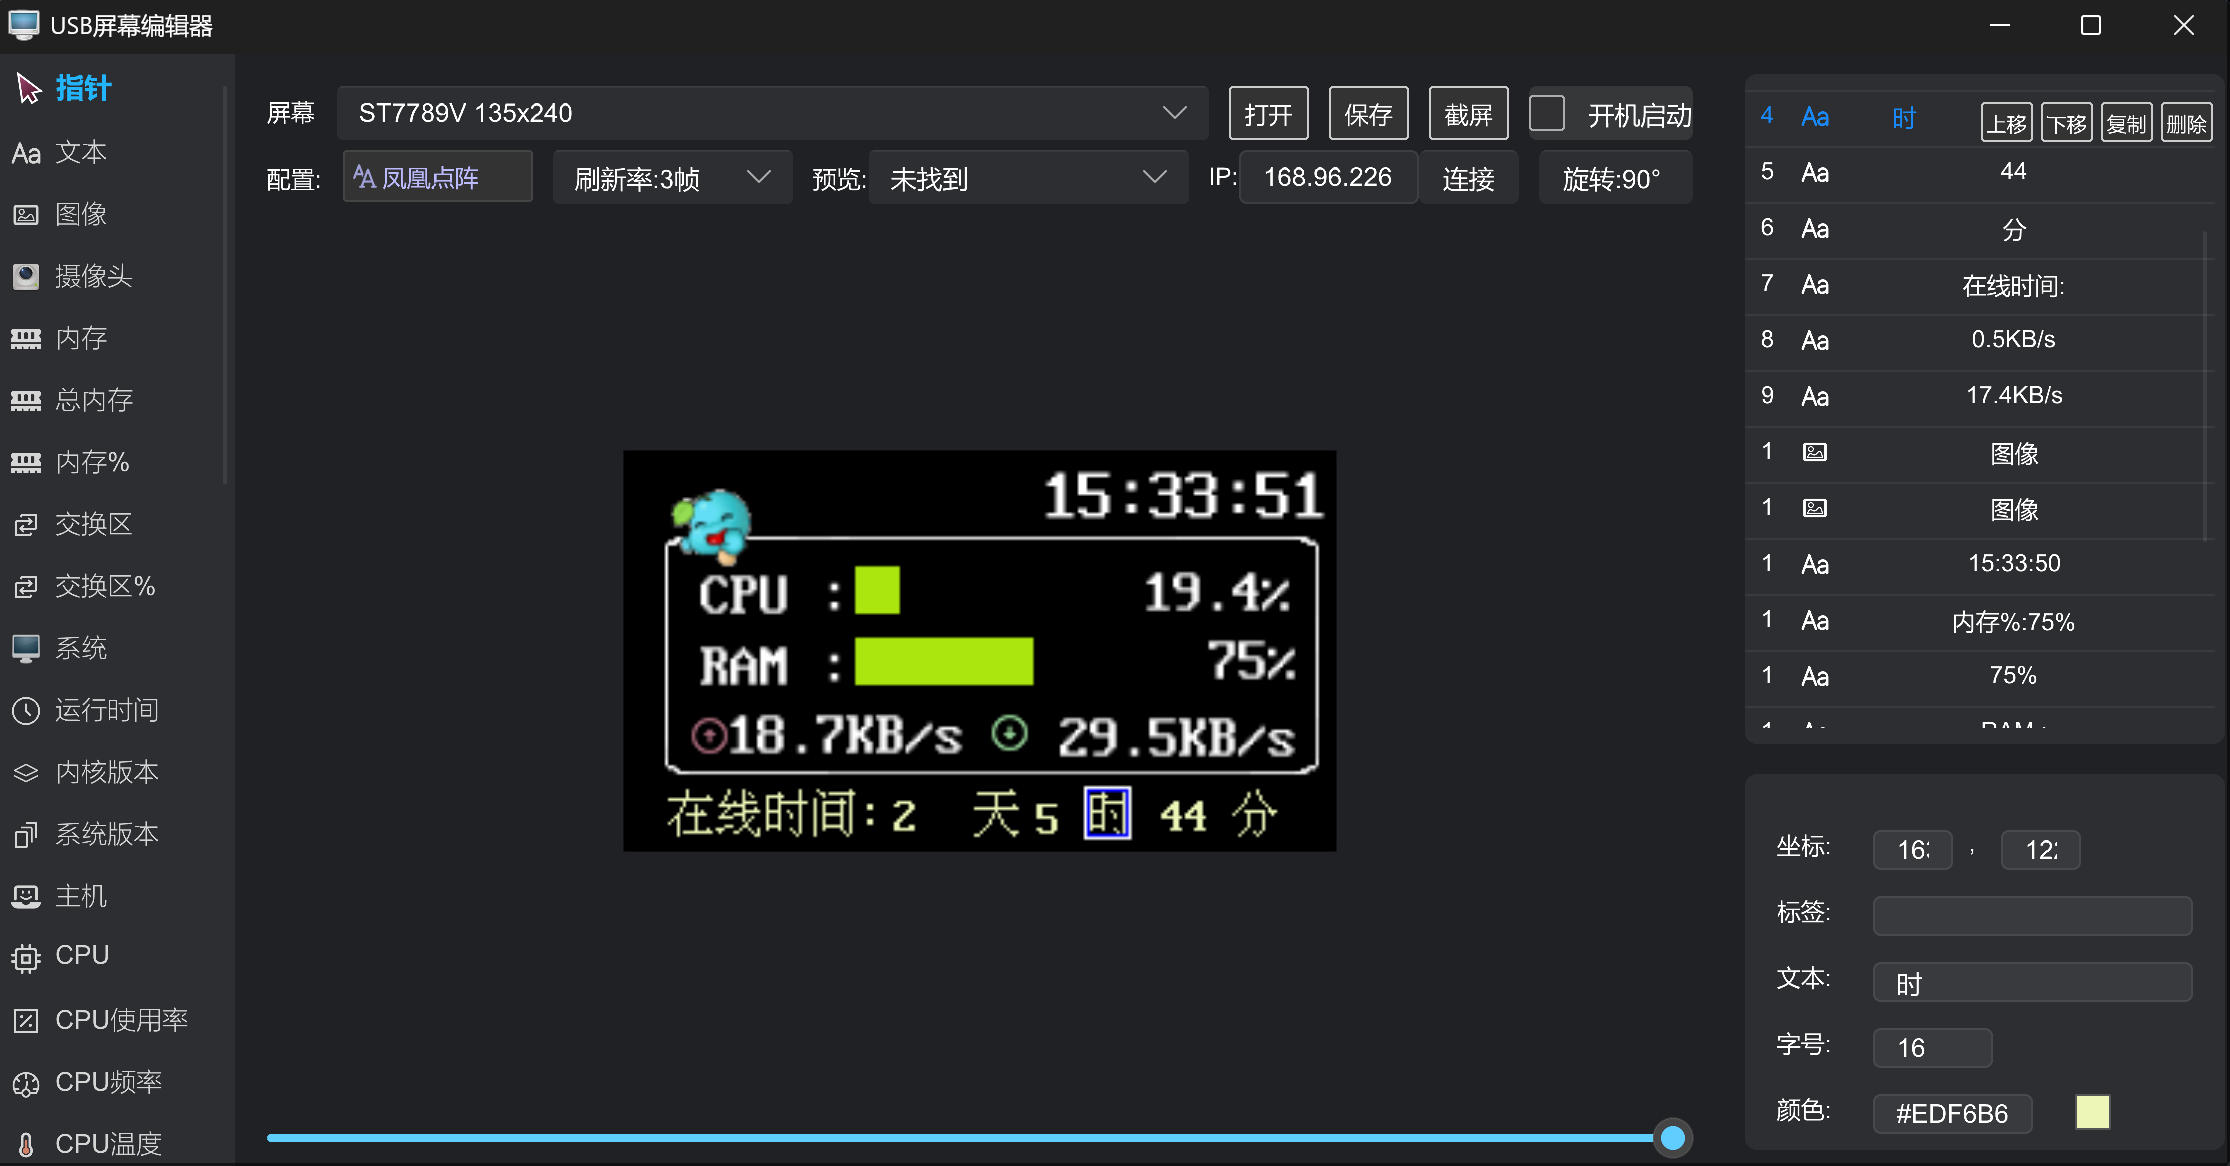 USB屏幕编辑器
指针
Aa 文本
图像
摄像头
内存
总内存
内存%
交换区
交换区%
系统
运行时间
内核版本
系统版本
主机
CPU
CPU使用率
CPU频率
CPU温度
屏幕 ST7789V 135x240 打开 保存 截屏 开机启动
配置: AA 凤凰点阵 刷新率:3帧 预览: 未找到 IP: 168.96.226 连接 旋转:90°
15:33:51
CPU : 19.4%
RAM : 75%
18.7KB/s 29.5KB/s
在线时间: 2 天 5 时 44 分
4 Aa 时 上移 下移 复制 删除
5 Aa 44
6 Aa 分
7 Aa 在线时间:
8 Aa 0.5KB/s
9 Aa 17.4KB/s
1 图像
1 图像
1 Aa 15:33:50
1 Aa 内存%:75%
1 Aa 75%
坐标: 16 , 12
标签:
文本: 时
字号: 16
颜色: #EDF6B6